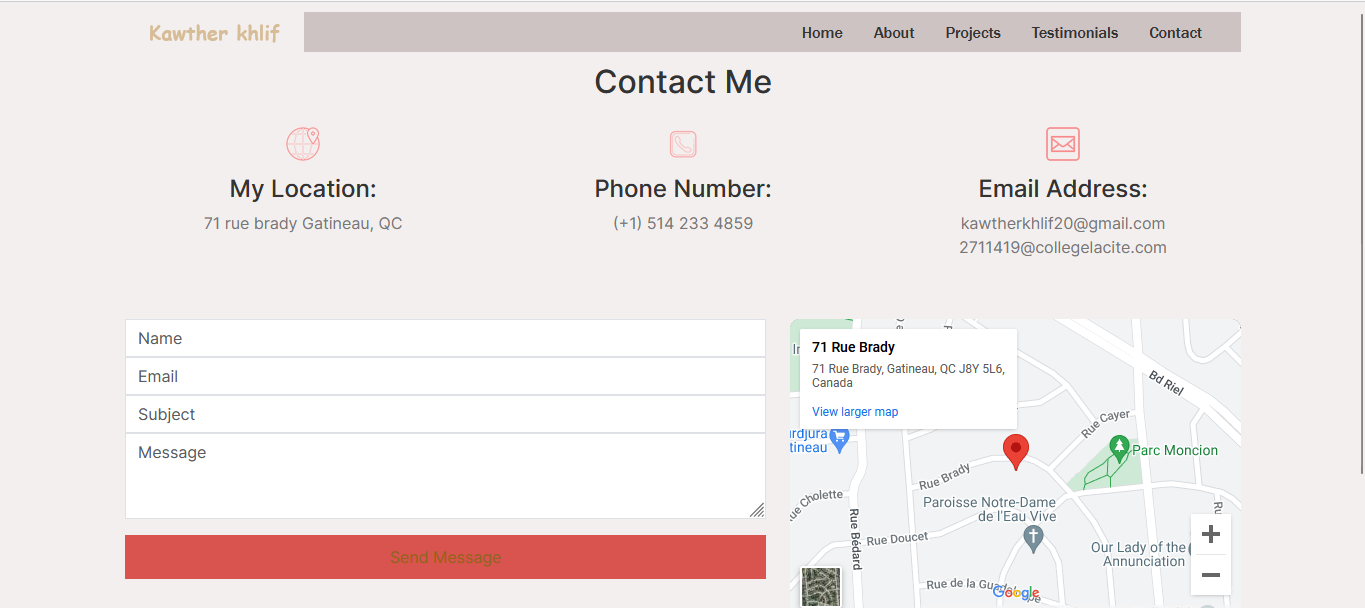 Kawther khlif
Home About Projects Testimonials Contact
Contact Me
My Location:
71 rue brady Gatineau, QC
Phone Number:
(+1) 514 233 4859
Email Address:
kawtherkhlif20@gmail.com
2711419@collegelacite.com
Name
Email
Subject
Message
Send Message
71 Rue Brady
71 Rue Brady, Gatineau, QC J8Y 5L6,
Canada
View larger map
Bd Riel
Rue Cayer
Parc Moncion
Rue Brady
Paroisse Notre-Dame
de l'Eau Vive
Rue Bédard
Rue Doucet
Our Lady of the
Annunciation
Rue de la
Google